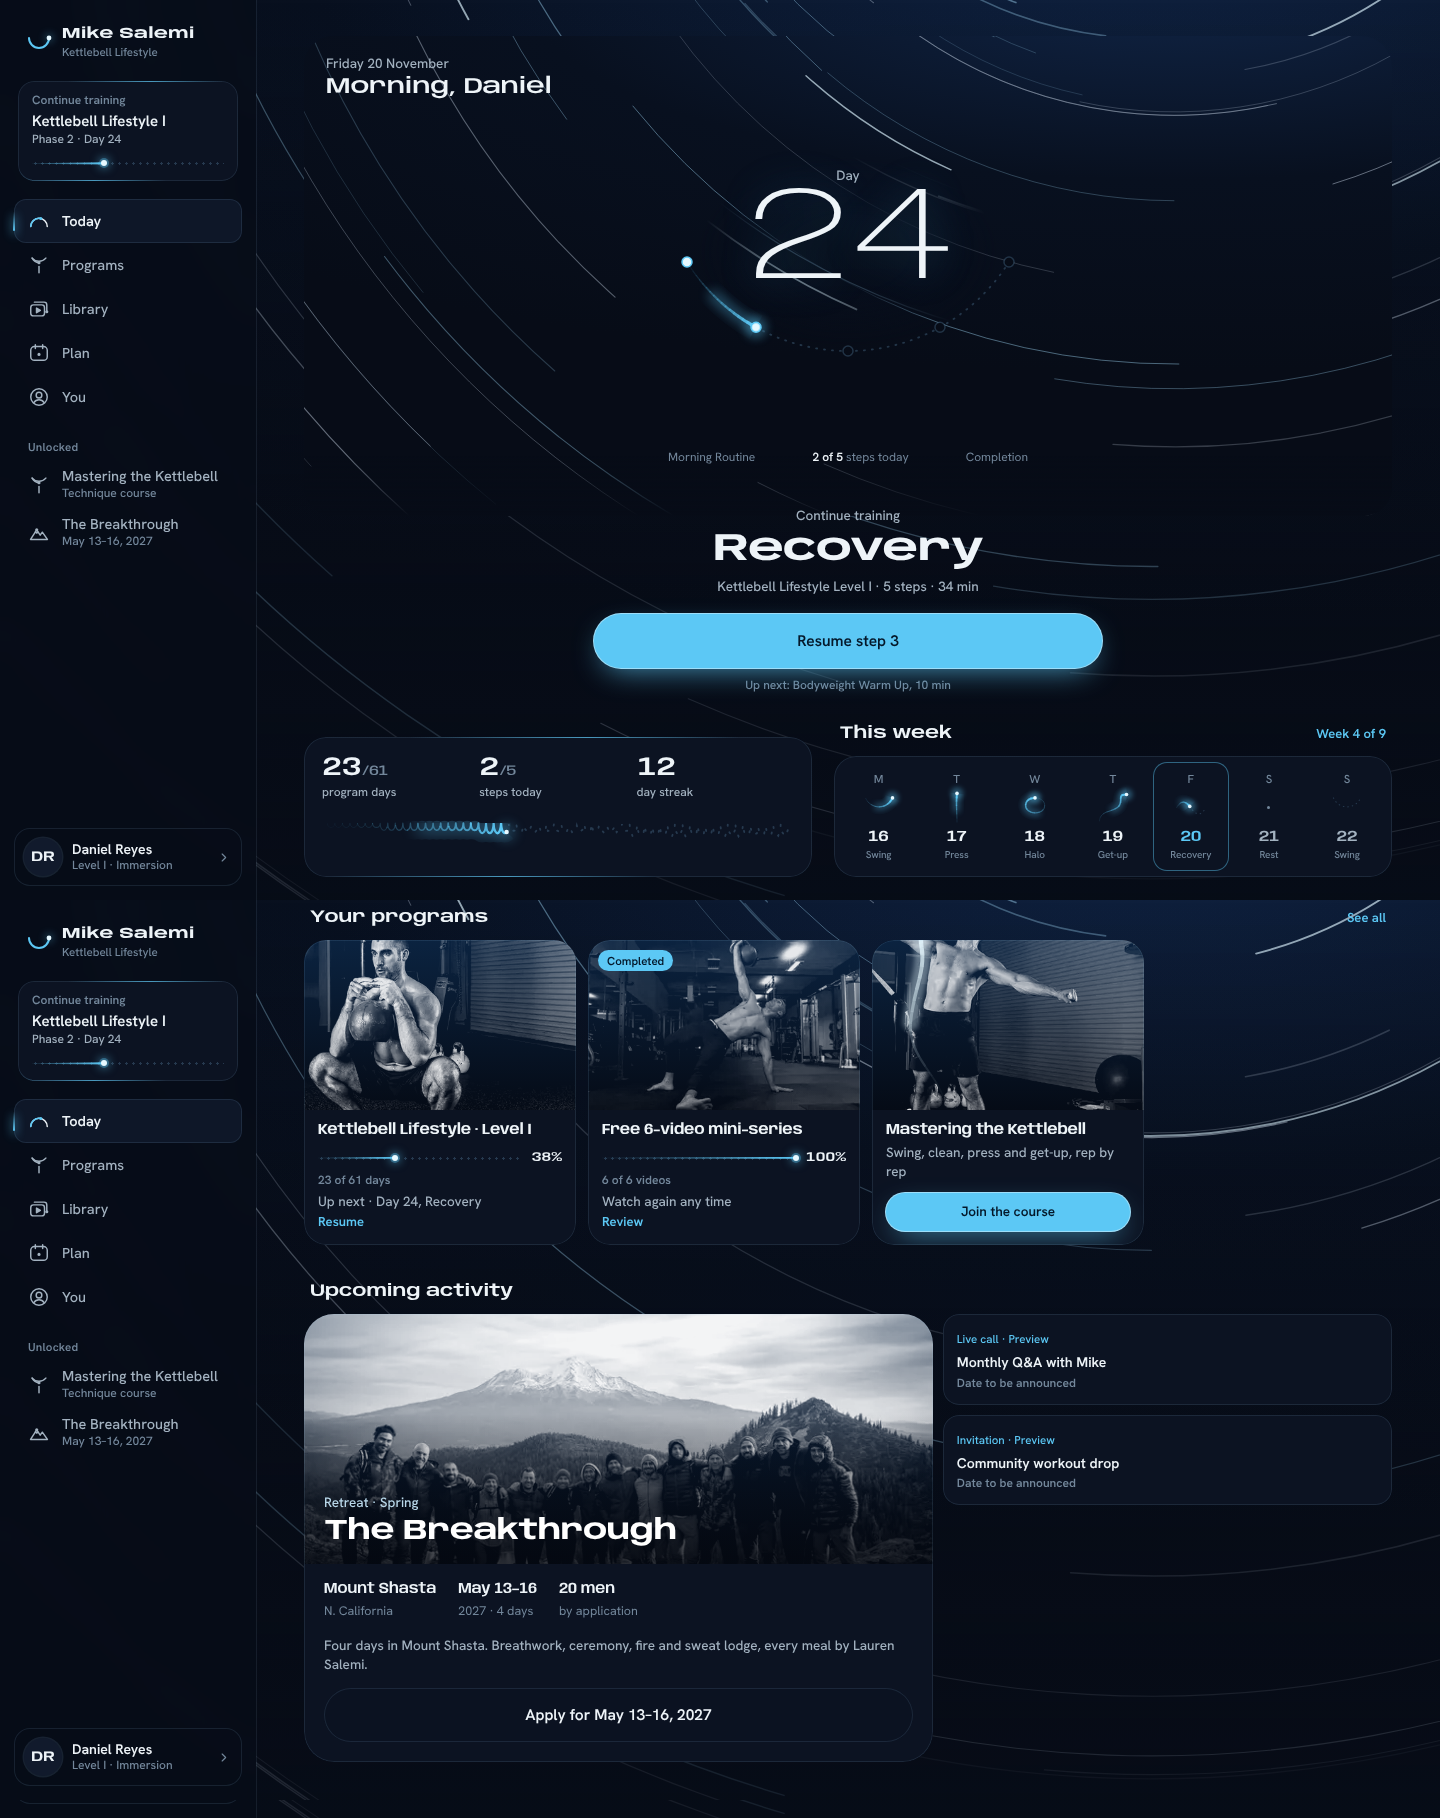 Mike Salemi
Kettlebell Lifestyle
Continue training
Kettlebell Lifestyle I
Phase 2 · Day 24
Today
Programs
Library
Plan
You
Unlocked
Mastering the Kettlebell
Technique course
The Breakthrough
May 13–16, 2027
DR
Daniel Reyes
Level I · Immersion
Friday 20 November
Morning, Daniel
Day
24
Morning Routine
2 of 5 steps today
Completion
Continue training
Recovery
Kettlebell Lifestyle Level I · 5 steps · 34 min
Resume step 3
Up next: Bodyweight Warm Up, 10 min
23/61
program days
2/5
steps today
12
day streak
This week
Week 4 of 9
M T W T F S S
16 17 18 19 20 21 22
Swing Press Halo Get-up Recovery Rest Swing
Mike Salemi
Kettlebell Lifestyle
Continue training
Kettlebell Lifestyle I
Phase 2 · Day 24
Today
Programs
Library
Plan
You
Unlocked
Mastering the Kettlebell
Technique course
The Breakthrough
May 13–16, 2027
DR
Daniel Reyes
Level I · Immersion
Your programs
See all
Kettlebell Lifestyle · Level I
38%
23 of 61 days
Up next · Day 24, Recovery
Resume
Completed
Free 6-video mini-series
100%
6 of 6 videos
Watch again any time
Review
Mastering the Kettlebell
Swing, clean, press and get-up, rep by
rep
Join the course
Upcoming activity
Retreat · Spring
The Breakthrough
Mount Shasta
N. California
May 13–16
2027 · 4 days
20 men
by application
Four days in Mount Shasta. Breathwork, ceremony, fire and sweat lodge, every meal by Lauren
Salemi.
Apply for May 13–16, 2027
Live call · Preview
Monthly Q&A with Mike
Date to be announced
Invitation · Preview
Community workout drop
Date to be announced